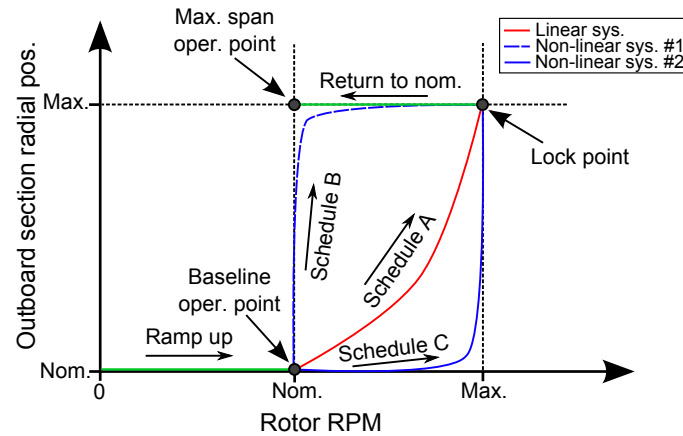 Max. span
oper. point
Linear sys.
Non-linear sys. #1
Non-linear sys. #2
Return to nom.
Max.
Lock point
Schedule B
Schedule A
Baseline
oper. point
Ramp up
Schedule C
Outboard section radial pos.
Nom.
0
Nom.
Max.
Rotor RPM